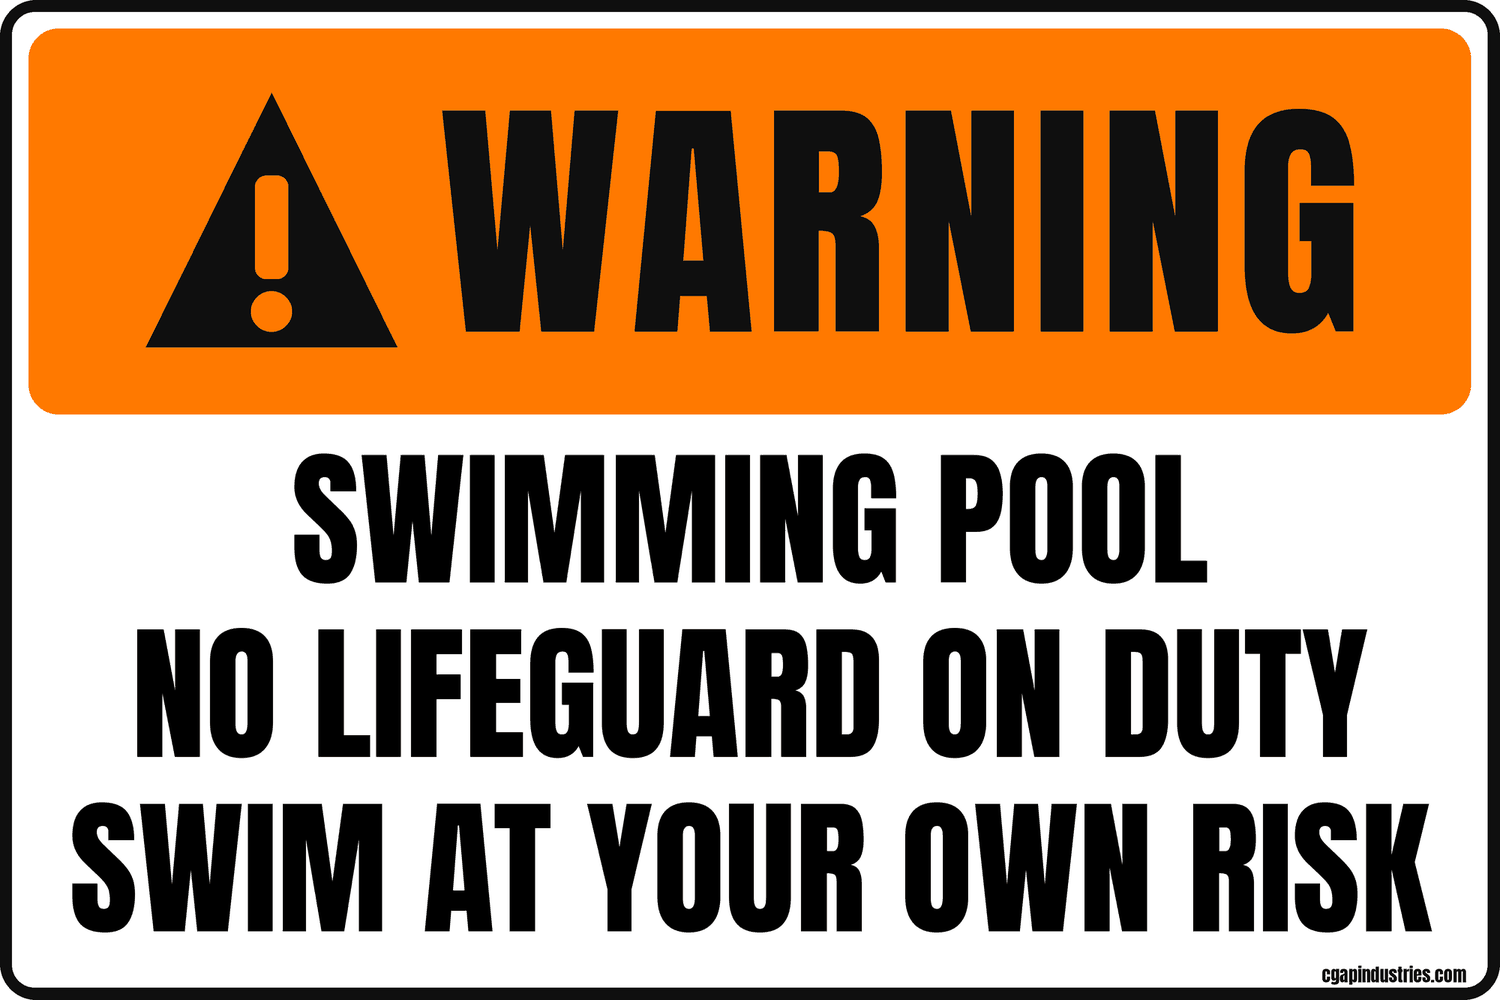 WARNING
SWIMMING POOL
NO LIFEGUARD ON DUTY
SWIM AT YOUR OWN RISK
cgapindustries.com